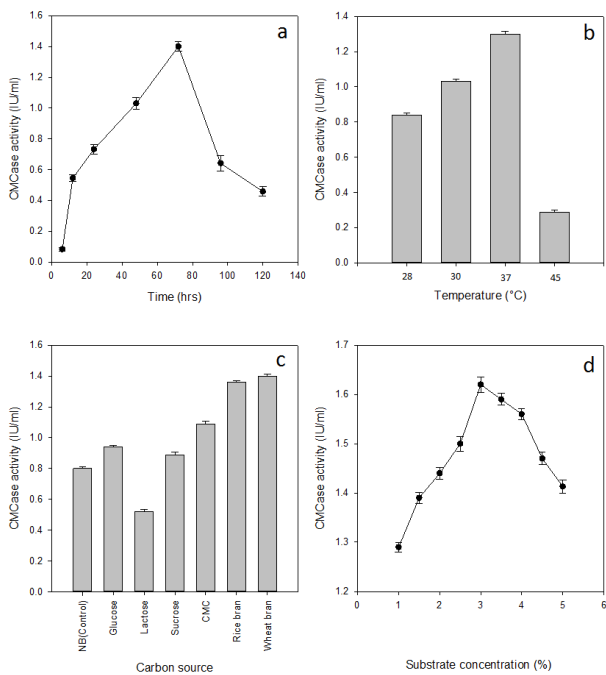 a
CMCase activity (IU/ml)
1.6
1.4
1.2
1.0
0.8
0.6
0.4
0.2
0.0
0 20 40 60 80 100 120 140
Time (hrs)
b
CMCase activity (IU/ml)
1.4
1.2
1.0
0.8
0.6
0.4
0.2
0.0
28 30 37 45
Temperature (°C)
c
CMCase activity (IU/ml)
1.6
1.4
1.2
1.0
0.8
0.6
0.4
0.2
0.0
NB(Control)
Glucose
Lactose
Sucrose
CMC
Rice bran
Wheat bran
Carbon source
d
CMCase activity (IU/ml)
1.7
1.6
1.5
1.4
1.3
1.2
0 1 2 3 4 5 6
Substrate concentration (%)